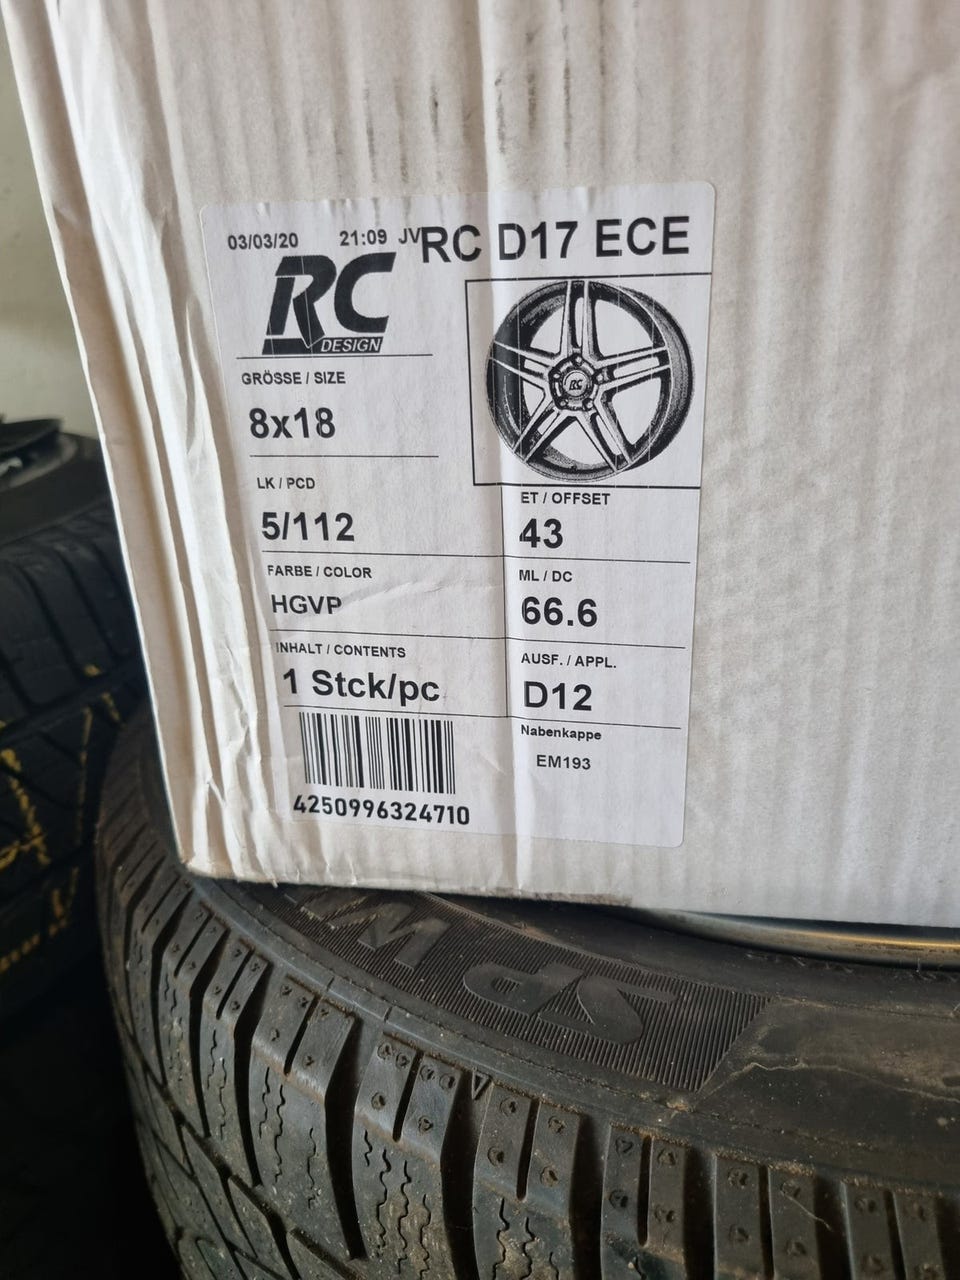 03/03/20 21:09 JV RC D17 ECE
RC
DESIGN
RC
GRÖSSE / SIZE
8x18
LK / PCD
5/112
ET / OFFSET
43
FARBE / COLOR
HGVP
ML / DC
66.6
INHALT / CONTENTS
1 Stck/pc
AUSF. / APPL.
D12
Nabenkappe
EM193
4250996324710
SP